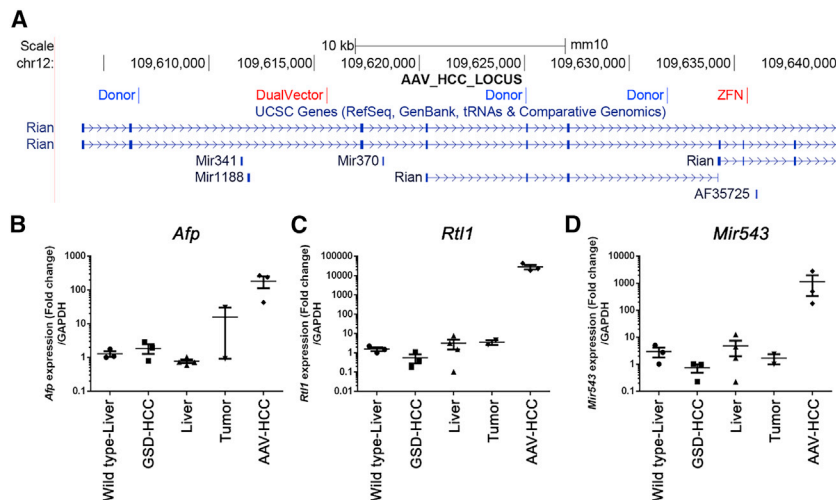 A
Scale 10 kb mm10
chr12: 109,610,000 109,615,000 109,620,000 109,625,000 109,630,000 109,635,000 109,640,000
AAV_HCC_LOCUS
Donor DualVector Donor Donor ZFN
UCSC Genes (RefSeq, GenBank, tRNAs & Comparative Genomics)
Rian
Rian
Mir341 Mir370 Rian
Mir1188 Rian
AF35725
B
Afp
Afp expression (Fold change)
/GAPDH
1000
100
10
1
0.1
Wild type-Liver
GSD-HCC
Liver
Tumor
AAV-HCC
C
Rtl1
Rtl1 expression (Fold change)
/GAPDH
100000
10000
1000
100
10
1
0.1
0.01
Wild type-Liver
GSD-HCC
Liver
Tumor
AAV-HCC
D
Mir543
Mir543 expression (Fold change)
/GAPDH
10000
1000
100
10
1
0.1
Wild type-Liver
GSD-HCC
Liver
Tumor
AAV-HCC